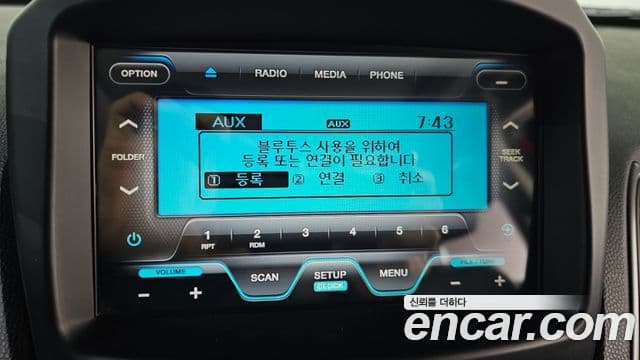 OPTION
RADIO MEDIA PHONE
AUX AUX 7:43
블루투스 사용을 위하여
등록 또는 연결이 필요합니다
1 등록 2 연결 3 취소
FOLDER
SEEK
TRACK
1 2 3 4 5 6
RPT RDM
VOLUME SCAN SETUP MENU FILE / TUNE
CLOCK
- + - +
신뢰를 더하다
encar.com